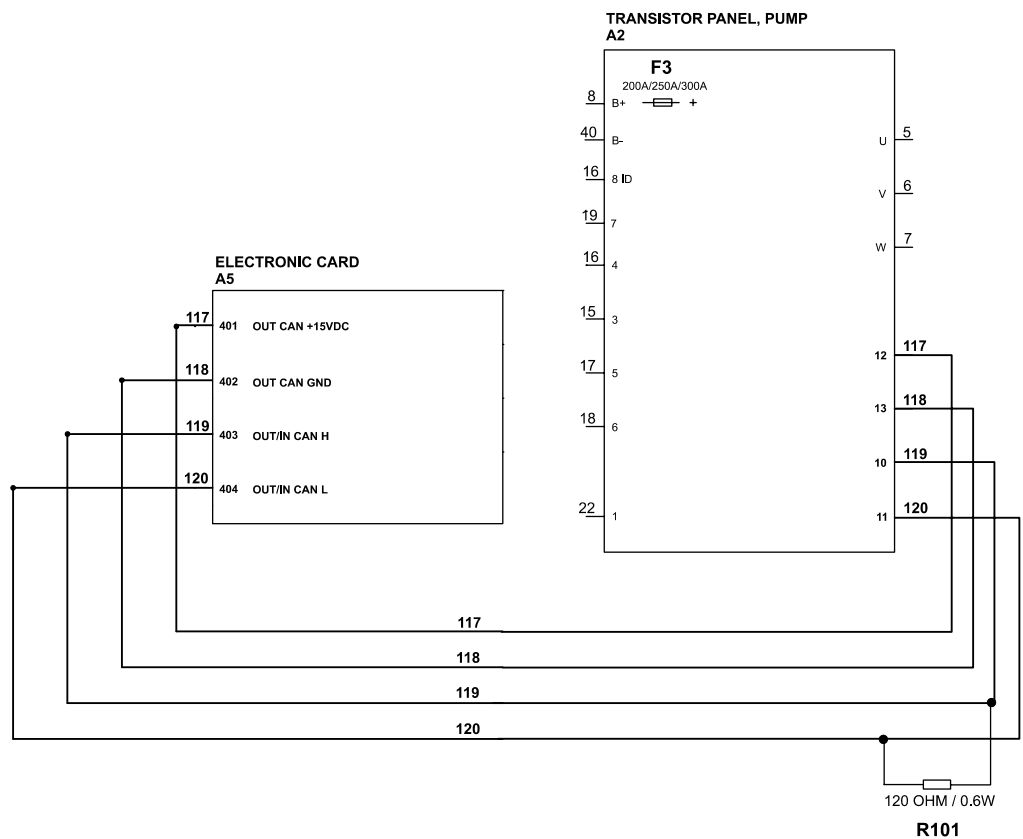 TRANSISTOR PANEL, PUMP
A2
F3
200A/250A/300A
8 B+ +
40 B-
U 5
16 8 ID
V 6
19 7
W 7
16 4
ELECTRONIC CARD
A5
15 3
117 401 OUT CAN +15VDC
12 117
17 5
118 402 OUT CAN GND
13 118
18 6
119 403 OUT/IN CAN H
10 119
120 404 OUT/IN CAN L
22 1
11 120
117
118
119
120
120 OHM / 0.6W
R101